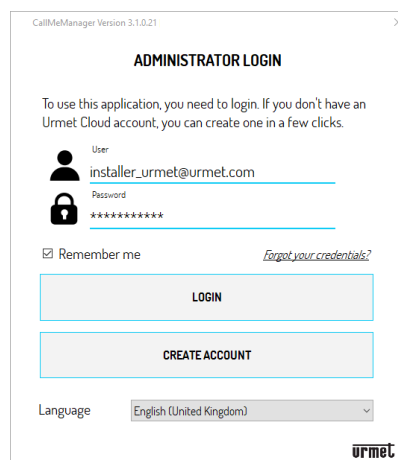 CallMeManager Version 3.1.0.21
ADMINISTRATOR LOGIN
To use this application, you need to login. If you don't have an
Urmet Cloud account, you can create one in a few clicks.
User
installer_urmet@urmet.com
Password
***********
Remember me
Forgot your credentials?
LOGIN
CREATE ACCOUNT
Language
English (United Kingdom)
urmet